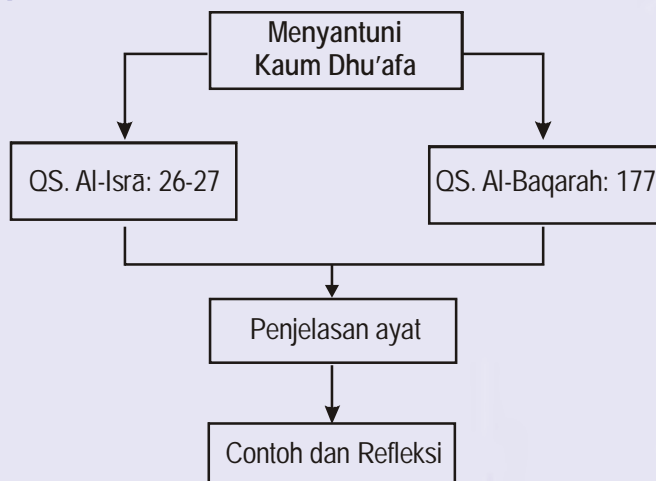 Menyantuni
Kaum Dhu'afa
QS. Al-Isrā: 26-27
QS. Al-Baqarah: 177
Penjelasan ayat
Contoh dan Refleksi